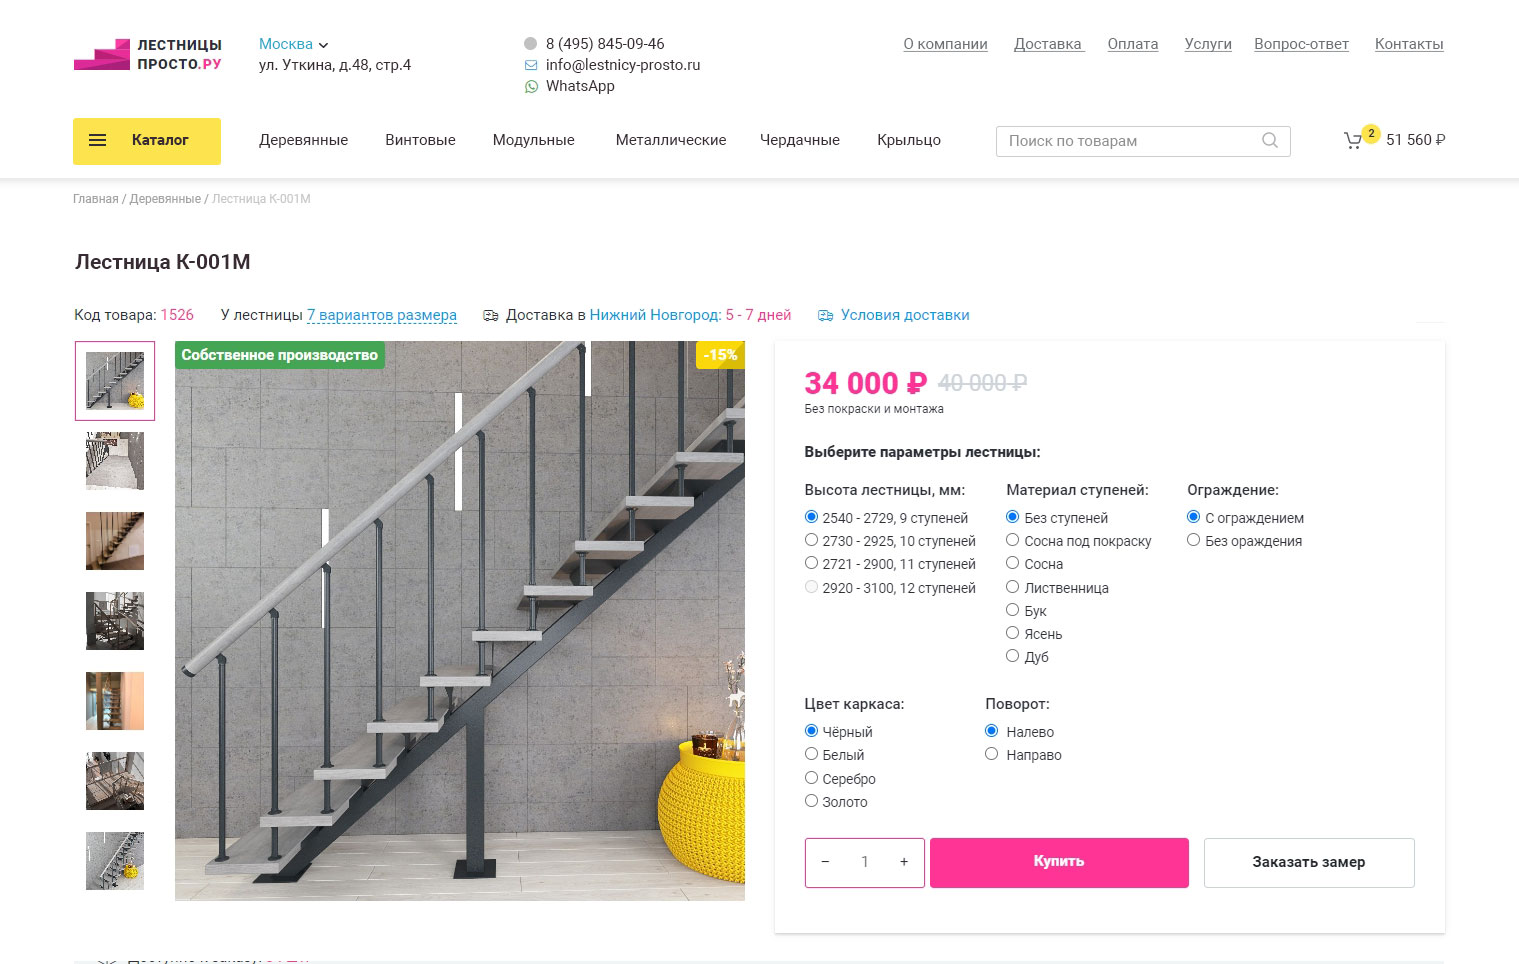 ЛЕСТНИЦЫ
ПРОСТО.РУ
Москва
ул. Уткина, д.48, стр.4
8 (495) 845-09-46
info@lestnicy-prosto.ru
WhatsApp
О компании Доставка Оплата Услуги Вопрос-ответ Контакты
Каталог
Деревянные Винтовые Модульные Металлические Чердачные Крыльцо
Поиск по товарам
2
51 560 ₽
Главная / Деревянные / Лестница К-001М
Лестница К-001М
Код товара: 1526 У лестницы 7 вариантов размера Доставка в Нижний Новгород: 5 - 7 дней Условия доставки
Собственное производство
-15%
34 000 ₽ 40 000 ₽
Без покраски и монтажа
Выберите параметры лестницы:
Высота лестницы, мм:
2540 - 2729, 9 ступеней
2730 - 2925, 10 ступеней
2721 - 2900, 11 ступеней
2920 - 3100, 12 ступеней
Материал ступеней:
Без ступеней
Сосна под покраску
Сосна
Лиственница
Бук
Ясень
Дуб
Ограждение:
С ограждением
Без ораждения
Цвет каркаса:
Чёрный
Белый
Серебро
Золото
Поворот:
Налево
Направо
− 1 +
Купить
Заказать замер